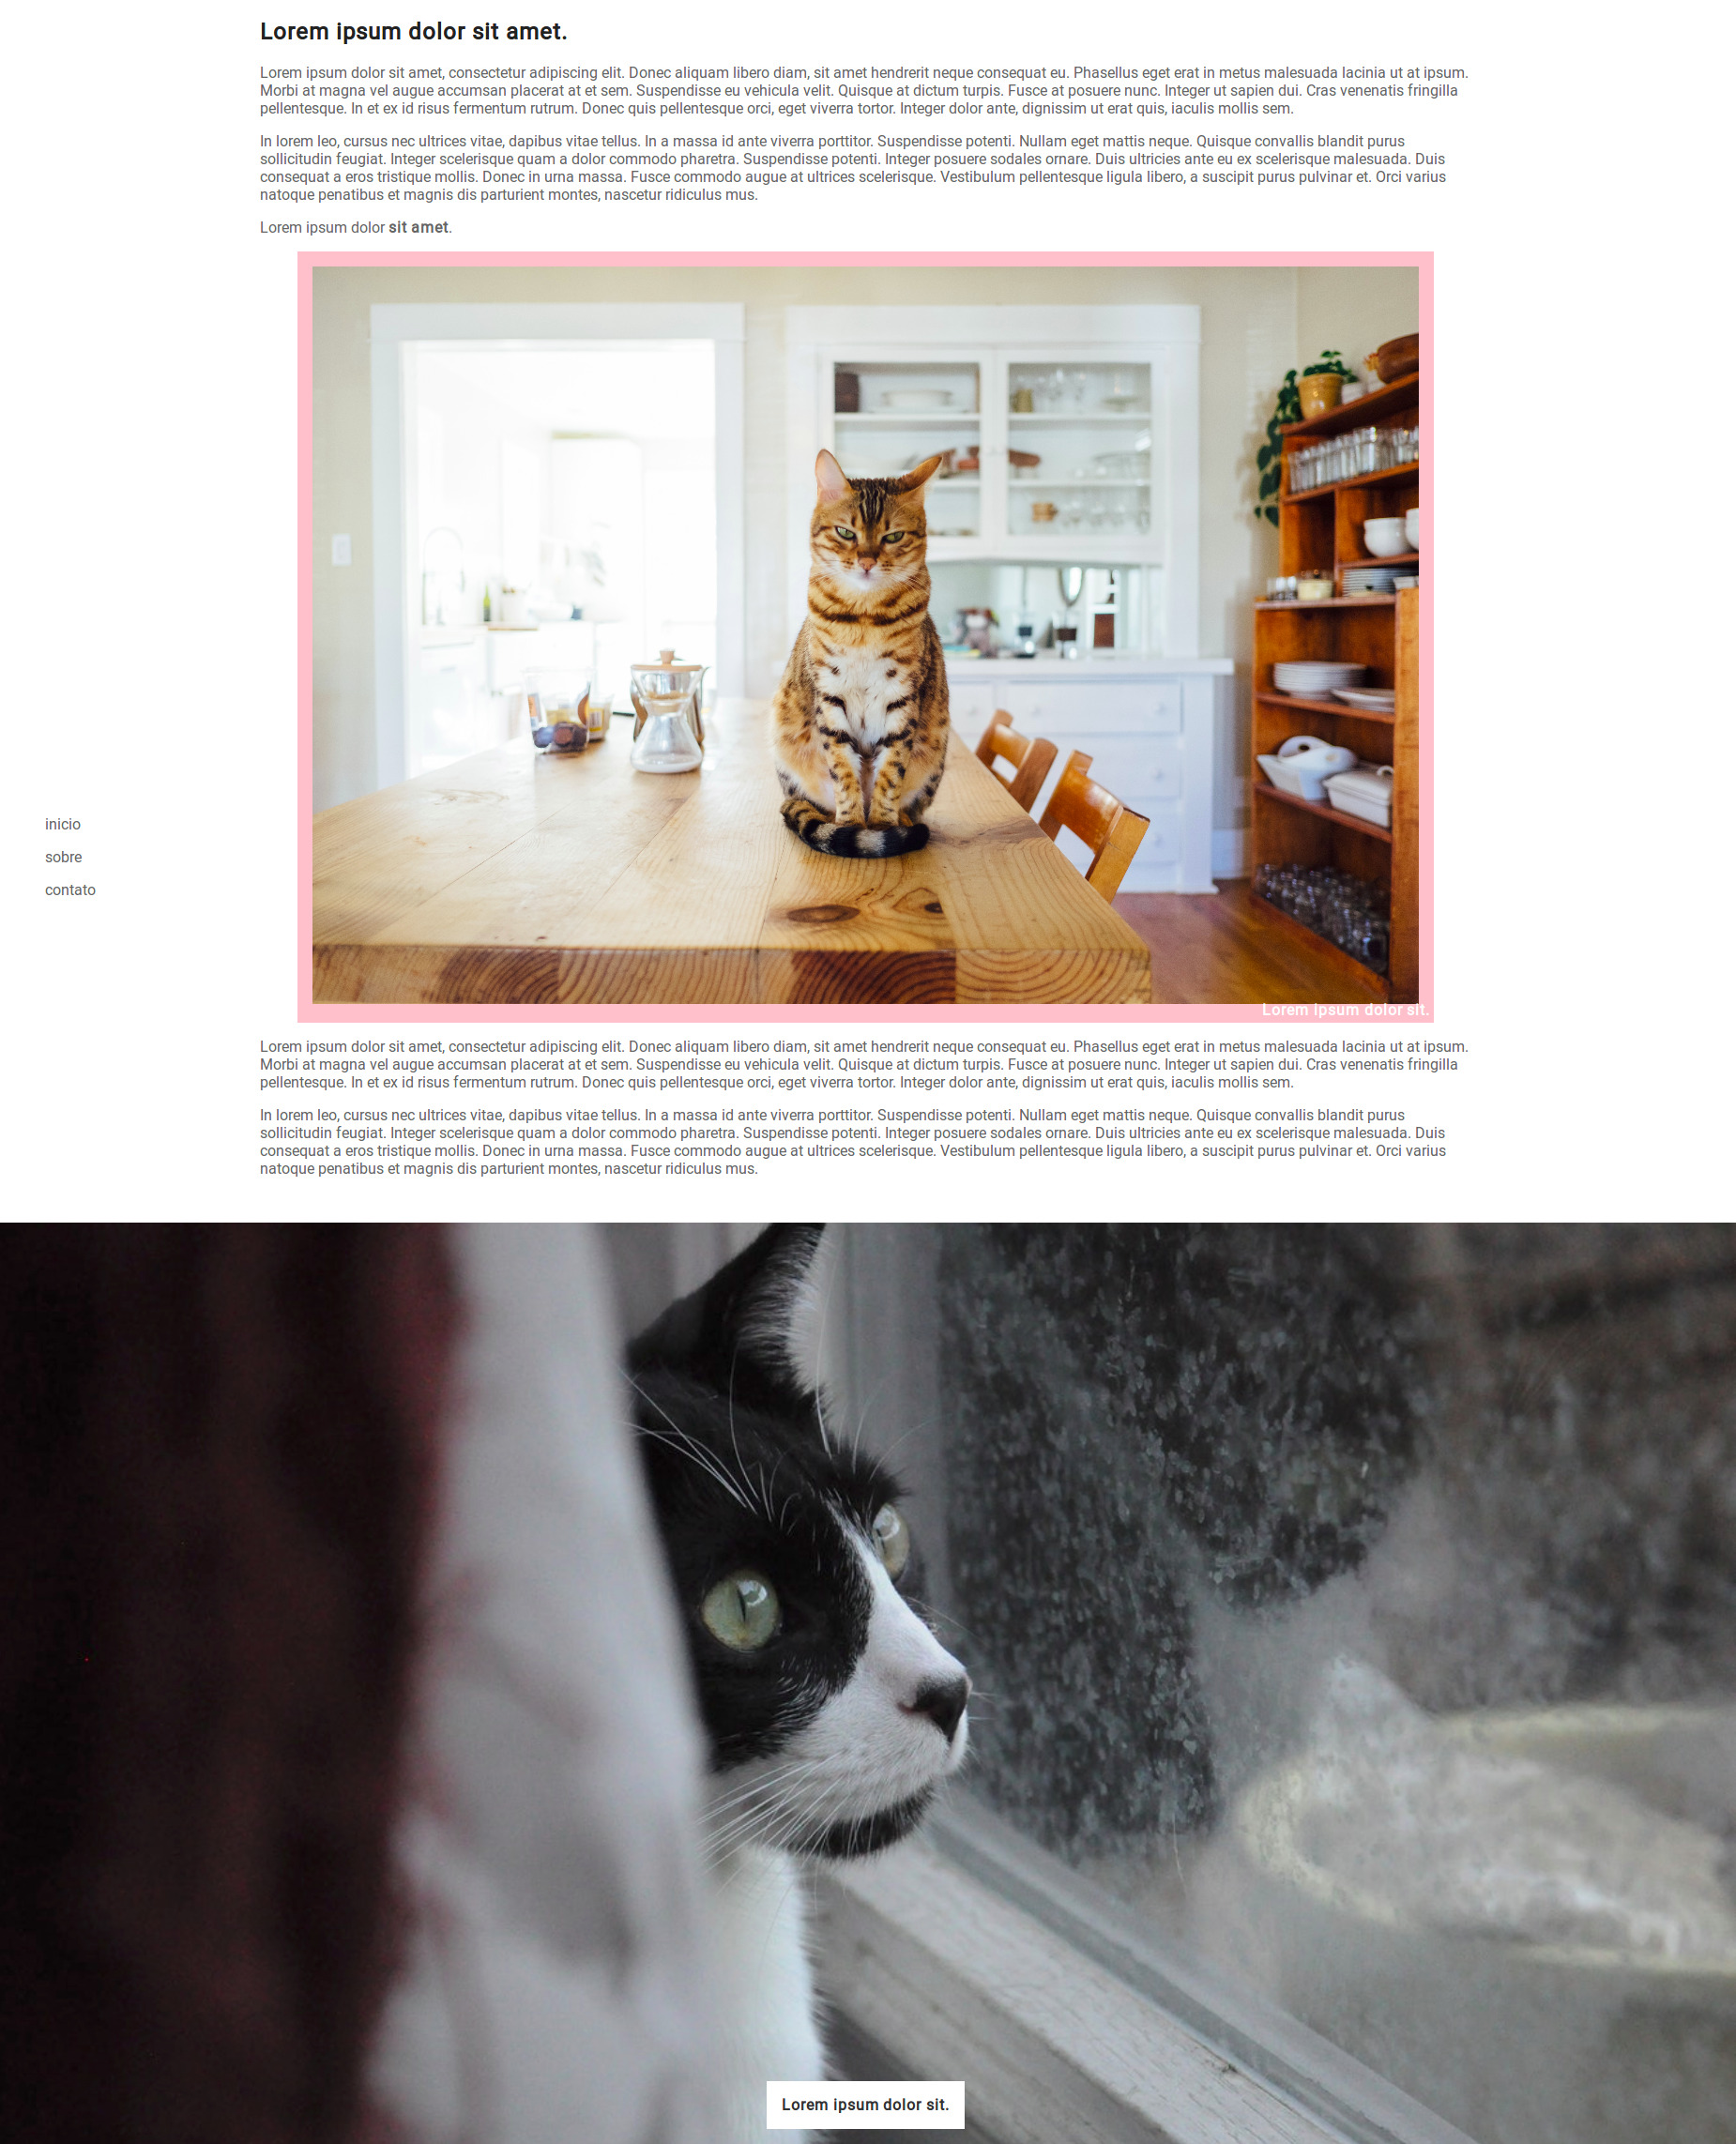 Lorem ipsum dolor sit amet.
Lorem ipsum dolor sit amet, consectetur adipiscing elit. Donec aliquam libero diam, sit amet hendrerit neque consequat eu. Phasellus eget erat in metus malesuada lacinia ut at ipsum.
Morbi at magna vel augue accumsan placerat at et sem. Suspendisse eu vehicula velit. Quisque at dictum turpis. Fusce at posuere nunc. Integer ut sapien dui. Cras venenatis fringilla
pellentesque. In et ex id risus fermentum rutrum. Donec quis pellentesque orci, eget viverra tortor. Integer dolor ante, dignissim ut erat quis, iaculis mollis sem.
In lorem leo, cursus nec ultrices vitae, dapibus vitae tellus. In a massa id ante viverra porttitor. Suspendisse potenti. Nullam eget mattis neque. Quisque convallis blandit purus
sollicitudin feugiat. Integer scelerisque quam a dolor commodo pharetra. Suspendisse potenti. Integer posuere sodales ornare. Duis ultricies ante eu ex scelerisque malesuada. Duis
consequat a eros tristique mollis. Donec in urna massa. Fusce commodo augue at ultrices scelerisque. Vestibulum pellentesque ligula libero, a suscipit purus pulvinar et. Orci varius
natoque penatibus et magnis dis parturient montes, nascetur ridiculus mus.
Lorem ipsum dolor sit amet.
inicio
sobre
contato
Lorem ipsum dolor sit.
Lorem ipsum dolor sit amet, consectetur adipiscing elit. Donec aliquam libero diam, sit amet hendrerit neque consequat eu. Phasellus eget erat in metus malesuada lacinia ut at ipsum.
Morbi at magna vel augue accumsan placerat at et sem. Suspendisse eu vehicula velit. Quisque at dictum turpis. Fusce at posuere nunc. Integer ut sapien dui. Cras venenatis fringilla
pellentesque. In et ex id risus fermentum rutrum. Donec quis pellentesque orci, eget viverra tortor. Integer dolor ante, dignissim ut erat quis, iaculis mollis sem.
In lorem leo, cursus nec ultrices vitae, dapibus vitae tellus. In a massa id ante viverra porttitor. Suspendisse potenti. Nullam eget mattis neque. Quisque convallis blandit purus
sollicitudin feugiat. Integer scelerisque quam a dolor commodo pharetra. Suspendisse potenti. Integer posuere sodales ornare. Duis ultricies ante eu ex scelerisque malesuada. Duis
consequat a eros tristique mollis. Donec in urna massa. Fusce commodo augue at ultrices scelerisque. Vestibulum pellentesque ligula libero, a suscipit purus pulvinar et. Orci varius
natoque penatibus et magnis dis parturient montes, nascetur ridiculus mus.
Lorem ipsum dolor sit.